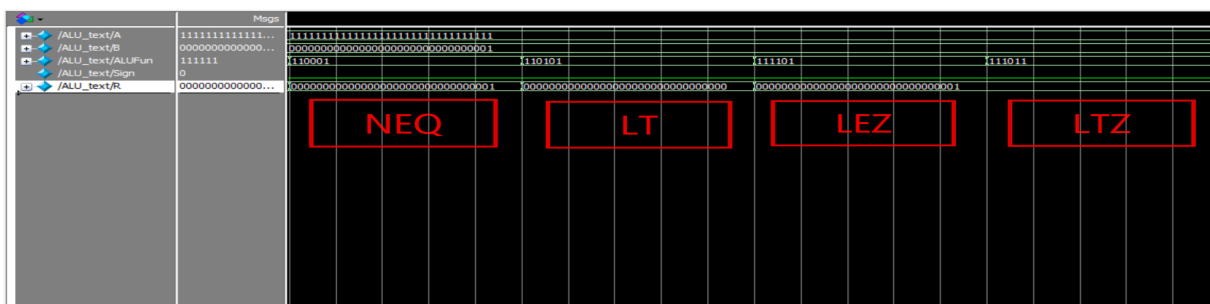 Msgs
/ALU_text/A 1111111111111... 11111111111111111111111111111111
/ALU_text/B 0000000000000... 00000000000000000000000000000001
/ALU_text/ALUFun 111111 110001 110101 111101 111011
/ALU_text/Sign 0
/ALU_text/R 0000000000000... 00000000000000000000000000000001 00000000000000000000000000000000 00000000000000000000000000000001
NEQ LT LEZ LTZ